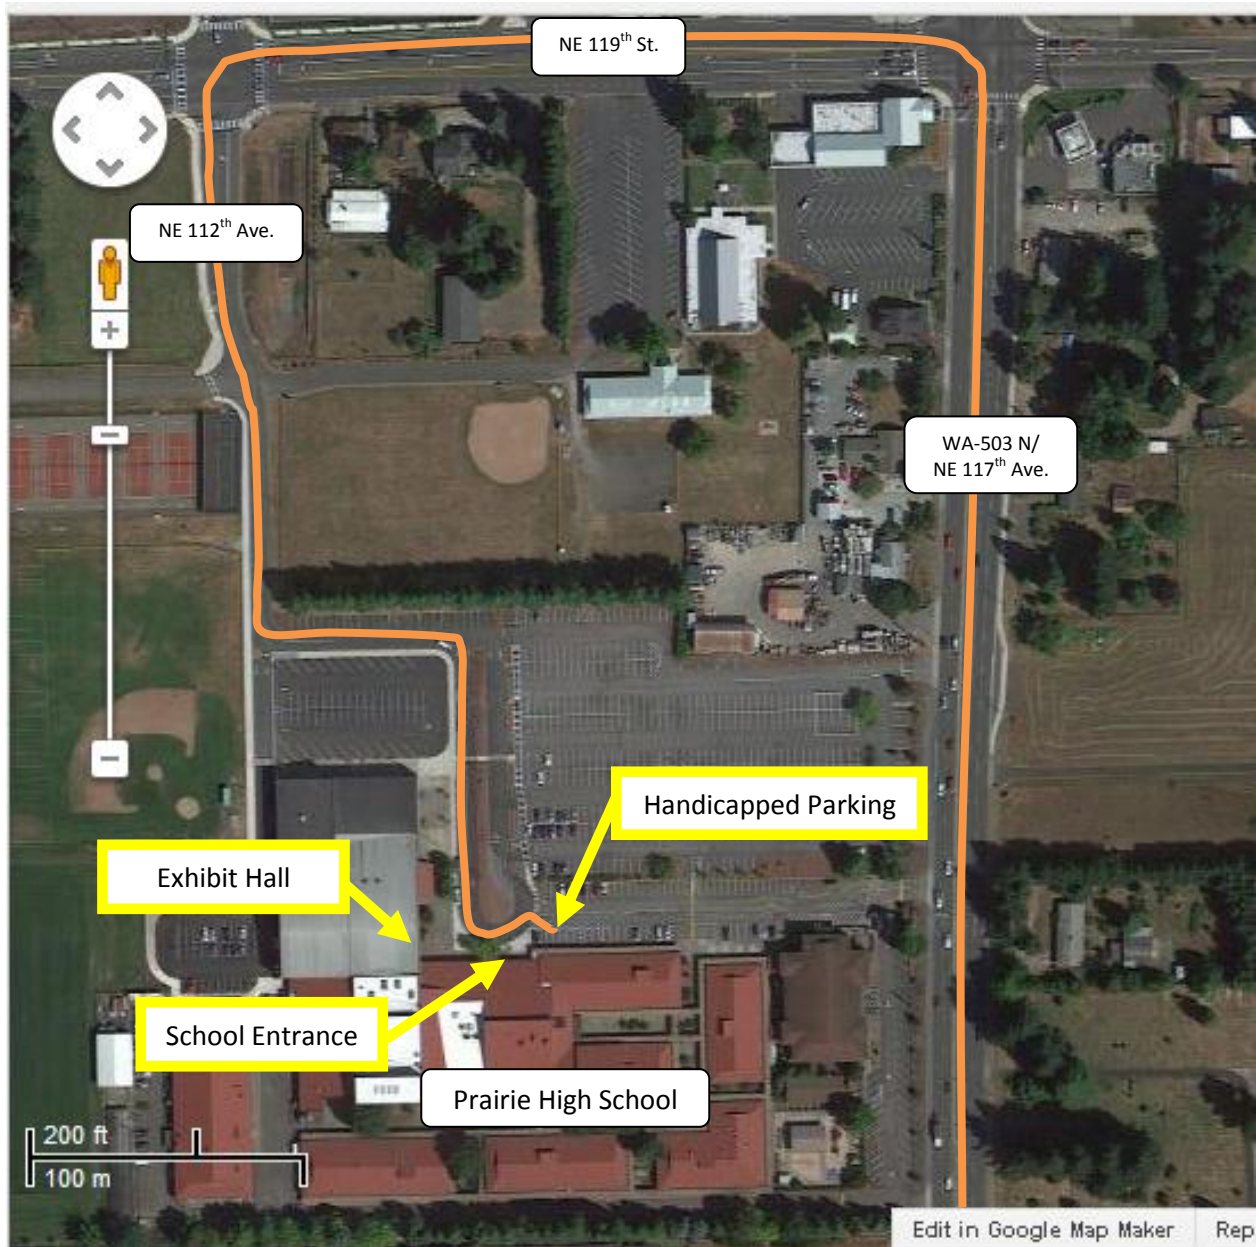 NE 119th St.
NE 112th Ave.
WA-503 N/
NE 117th Ave.
Handicapped Parking
Exhibit Hall
School Entrance
Prairie High School
200 ft
100 m
Edit in Google Map Maker
Rep